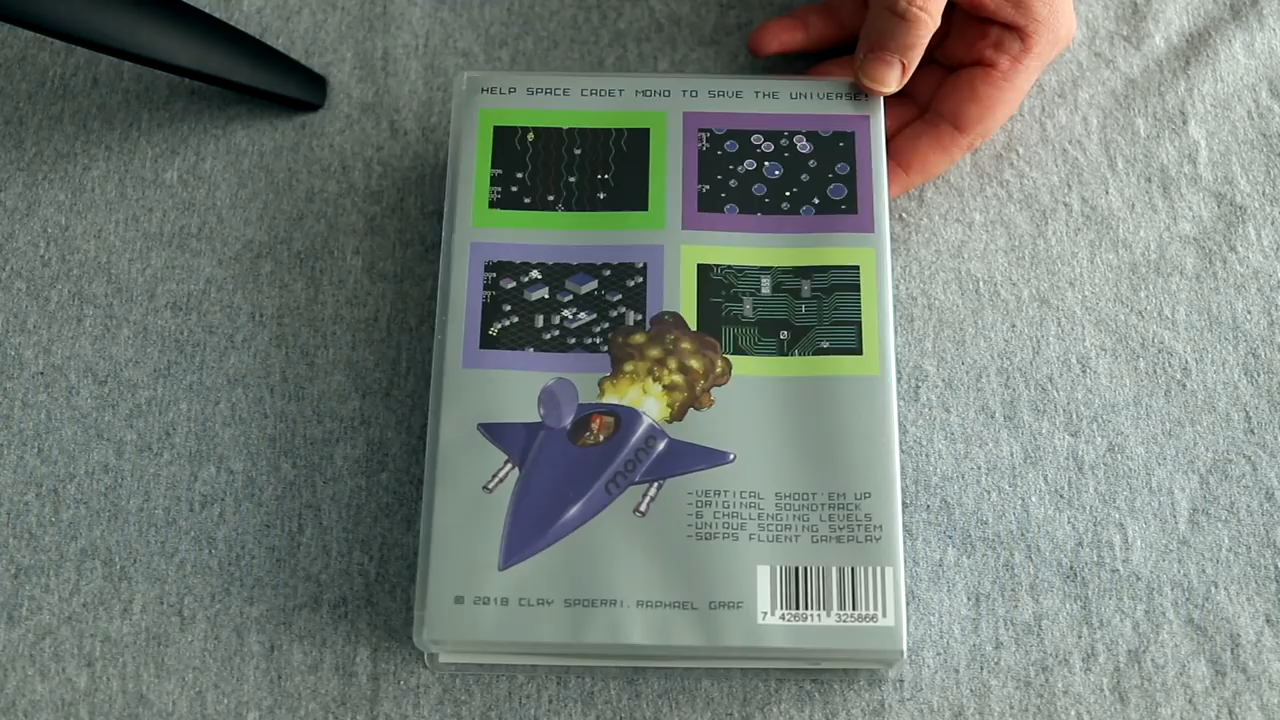 HELP SPACE CADET MONO TO SAVE THE UNIVERSE!
mono
-VERTICAL SHOOT'EM UP
-ORIGINAL SOUNDTRACK
-6 CHALLENGING LEVELS
-UNIQUE SCORING SYSTEM
-50FPS FLUENT GAMEPLAY
© 2018 CLAY SPOERRI, RAPHAEL GRAF
7 426911 325866